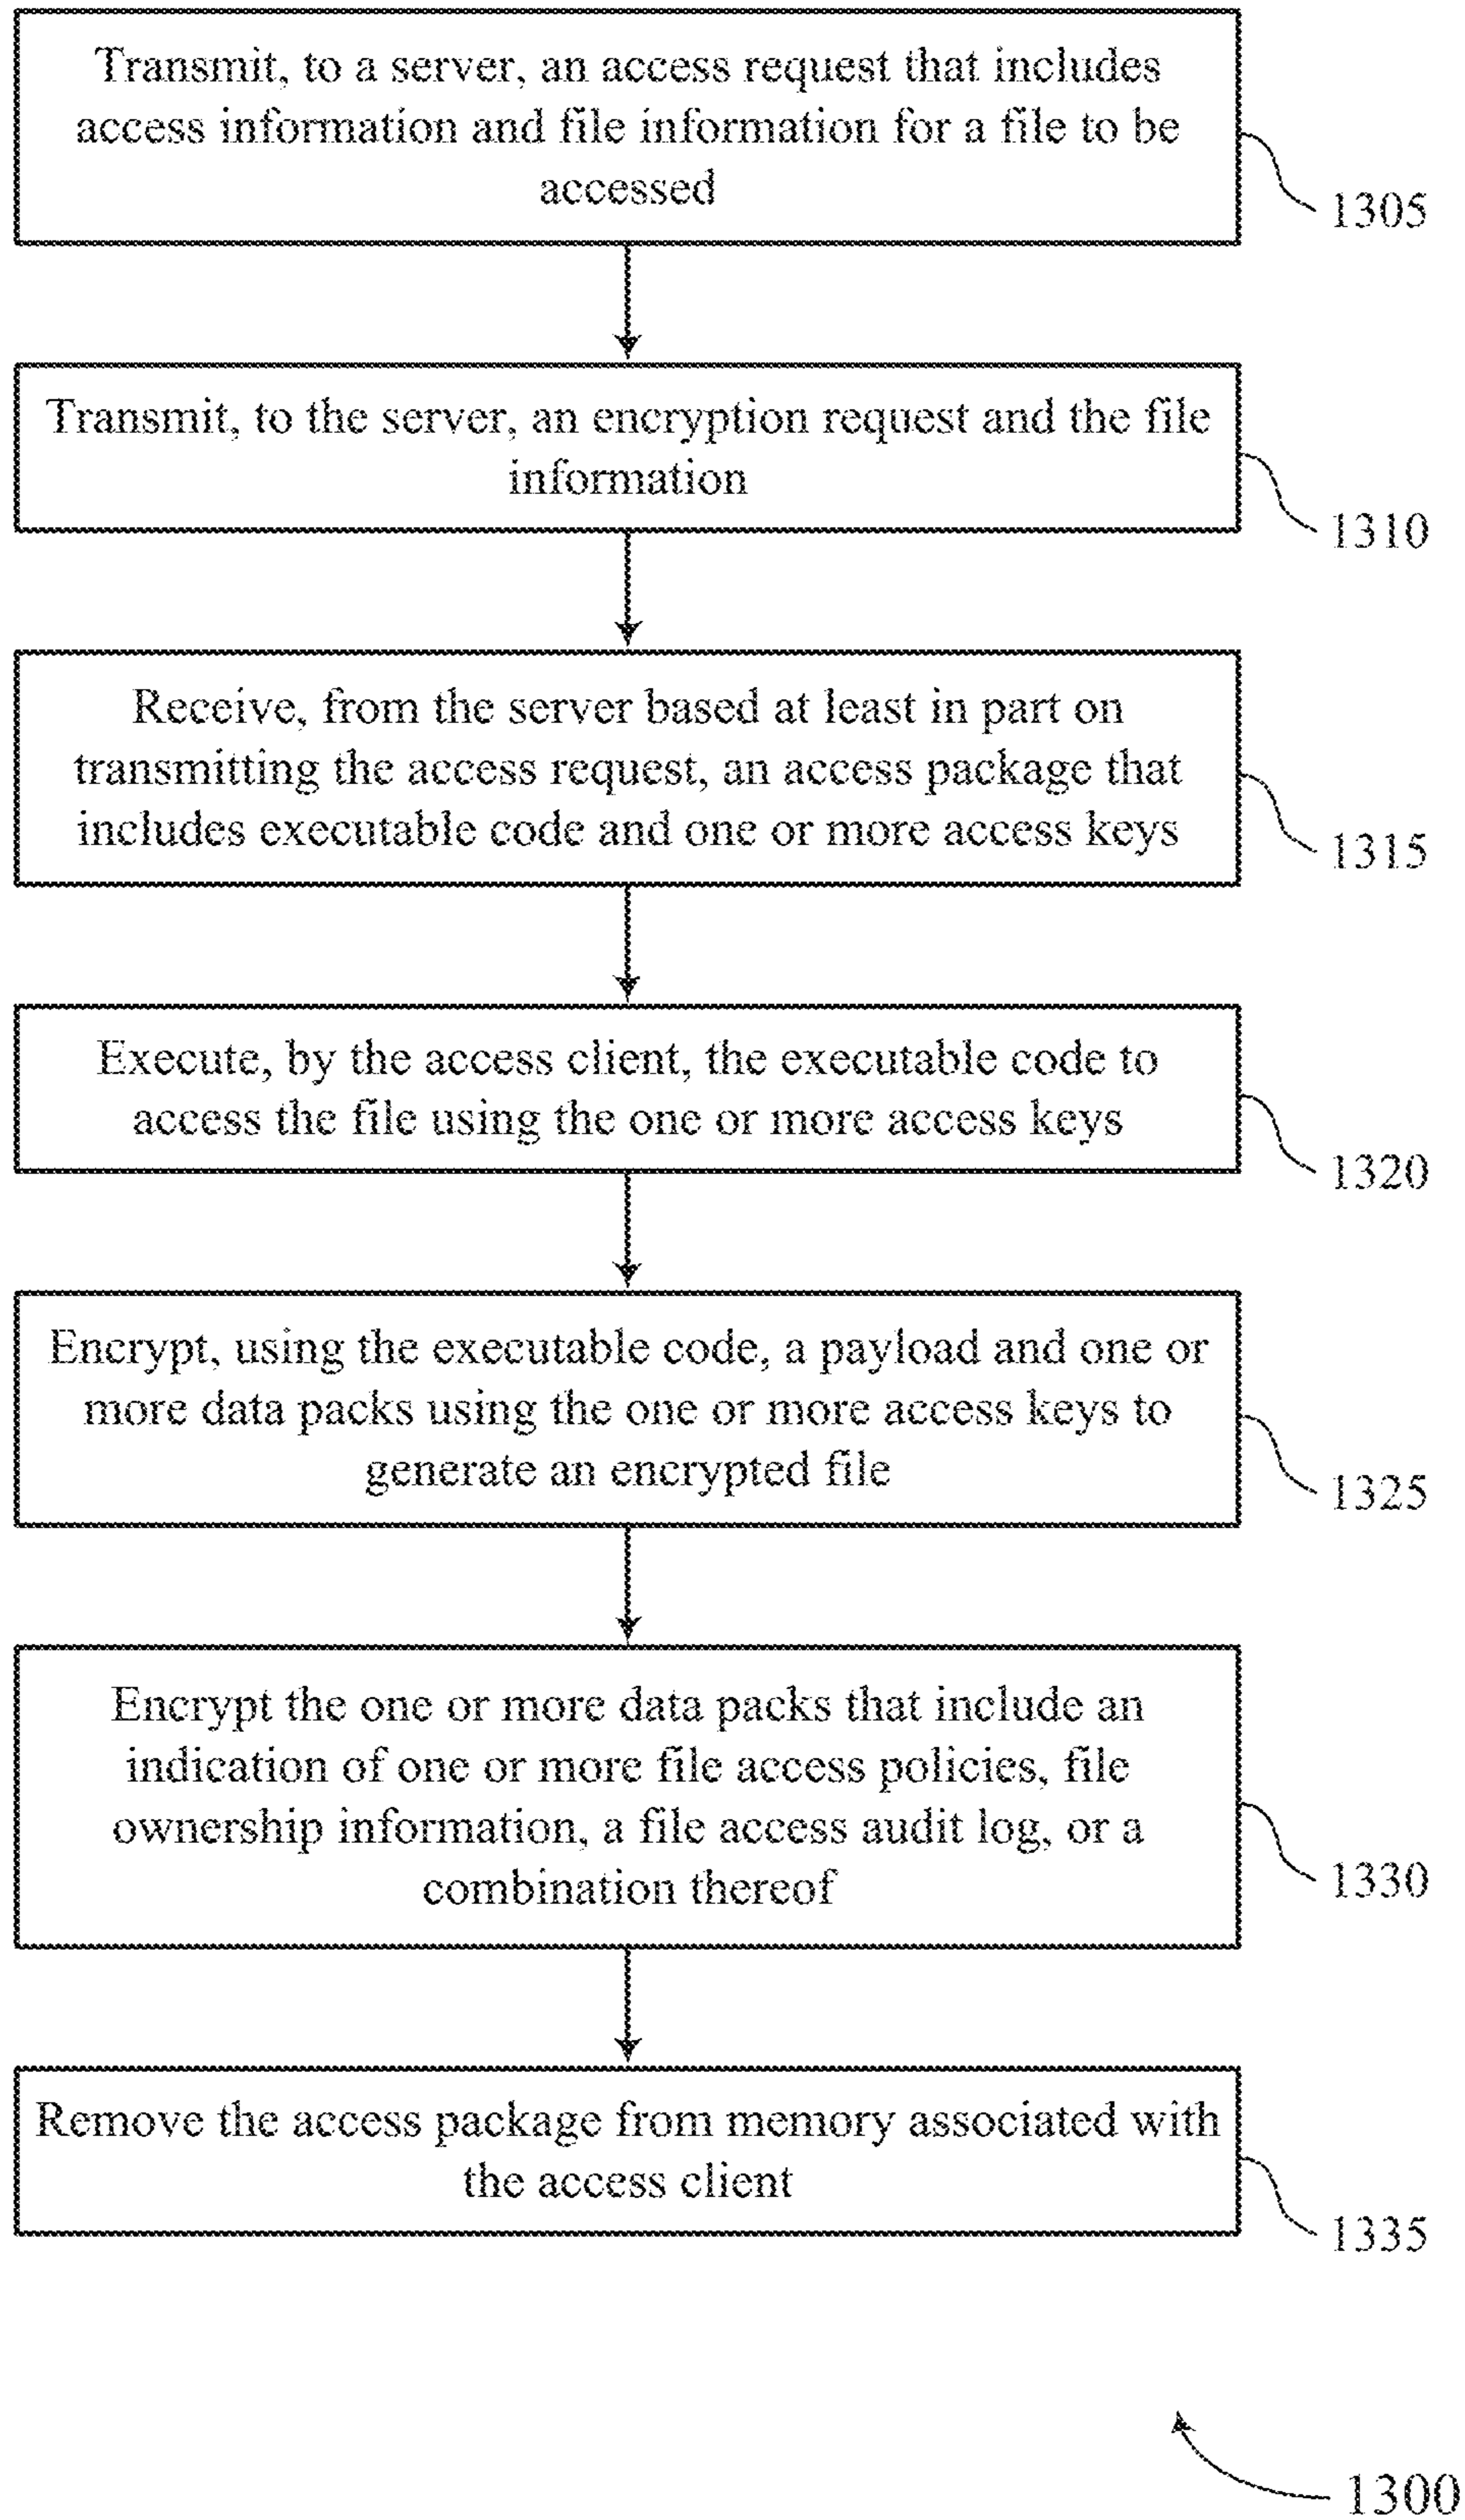 Transmit, to a server, an access request that includes
access information and file information for a file to be
accessed
1305
Transmit, to the server, an encryption request and the file
information
1310
Receive, from the server based at least in part on
transmitting the access request, an access package that
includes executable code and one or more access keys
1315
Execute, by the access client, the executable code to
access the file using the one or more access keys
1320
Encrypt, using the executable code, a payload and one or
more data packs using the one or more access keys to
generate an encrypted file
1325
Encrypt the one or more data packs that include an
indication of one or more file access policies, file
ownership information, a file access audit log, or a
combination thereof
1330
Remove the access package from memory associated with
the access client
1335
1300